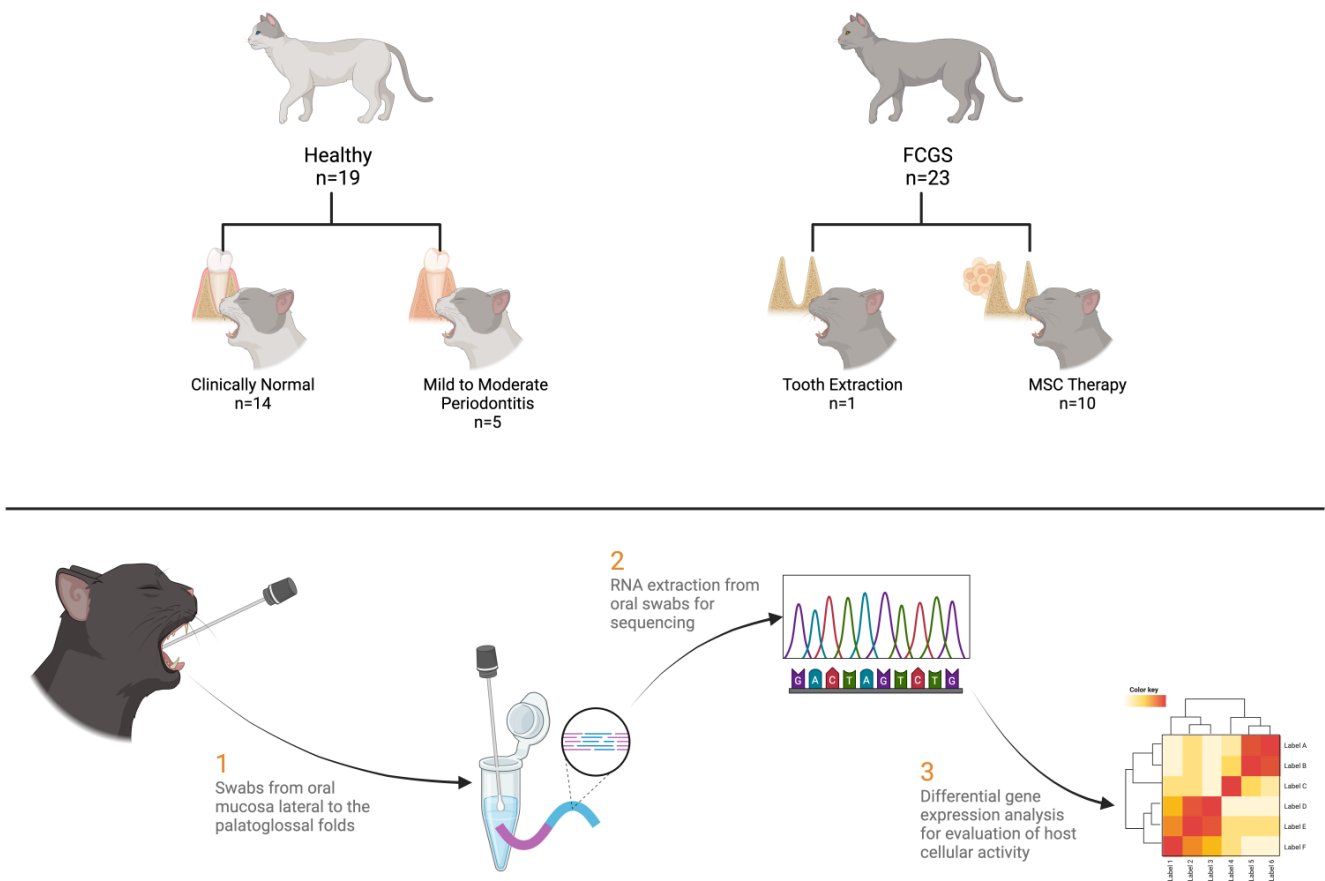 Healthy
n=19
FCGS
n=23
Clinically Normal
n=14
Mild to Moderate
Periodontitis
n=5
Tooth Extraction
n=1
MSC Therapy
n=10
1
Swabs from oral
mucosa lateral to the
palatoglossal folds
2
RNA extraction from
oral swabs for
sequencing
G A C T A G T C T G
3
Differential gene
expression analysis
for evaluation of host
cellular activity
Color key
Label A
Label B
Label C
Label D
Label E
Label F
Label 1
Label 2
Label 3
Label 4
Label 5
Label 6